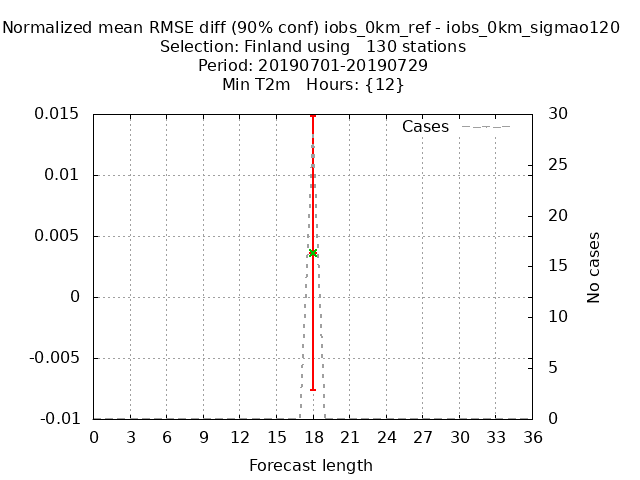 Normalized mean RMSE diff (90% conf) iobs_0km_ref - iobs_0km_sigmao120
Selection: Finland using   130 stations
Period: 20190701-20190729
Min T2m   Hours: {12}
Cases
0.015
0.01
0.005
0
-0.005
-0.01
30
25
20
15
10
5
0
No cases
0 3 6 9 12 15 18 21 24 27 30 33 36
Forecast length